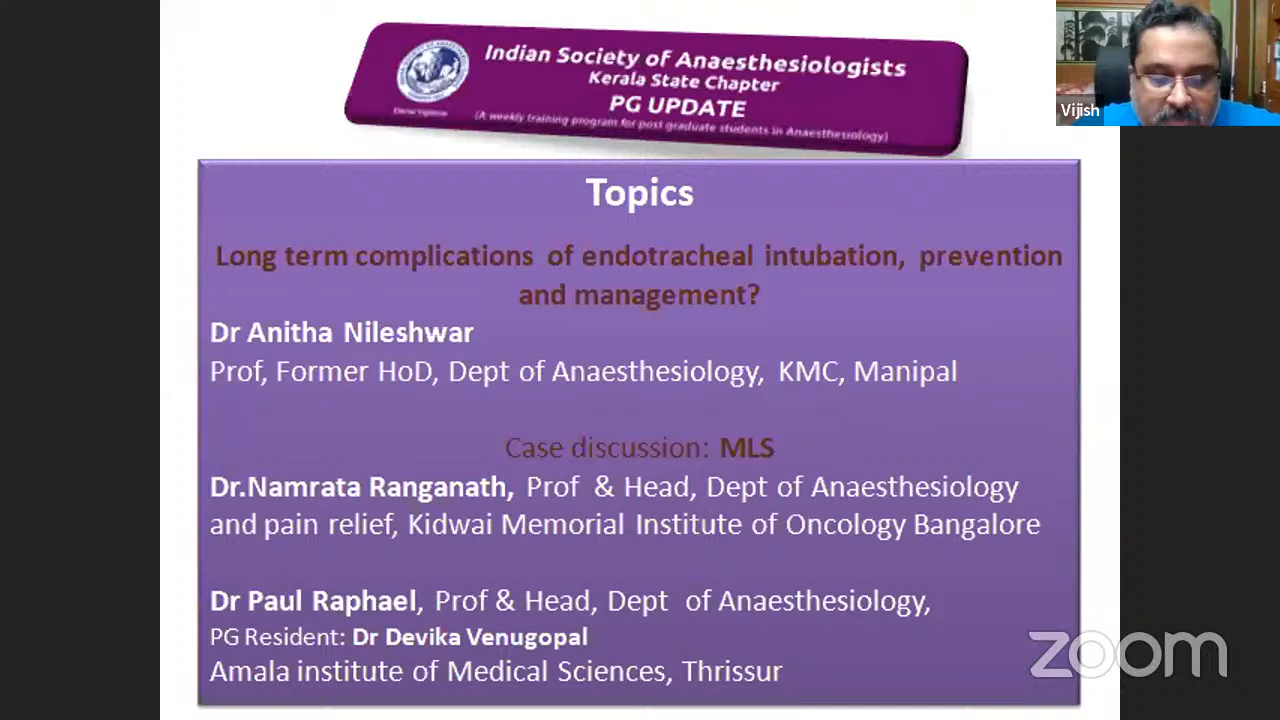 Indian Society of Anaesthesiologists
Kerala State Chapter
PG UPDATE
(A weekly training program for post graduate students in Anaesthesiology)
Vijish
Topics
Long term complications of endotracheal intubation, prevention
and management?
Dr Anitha Nileshwar
Prof, Former HoD, Dept of Anaesthesiology, KMC, Manipal
Case discussion: MLS
Dr.Namrata Ranganath, Prof & Head, Dept of Anaesthesiology
and pain relief, Kidwai Memorial Institute of Oncology Bangalore
Dr Paul Raphael, Prof & Head, Dept of Anaesthesiology,
PG Resident: Dr Devika Venugopal
Amala institute of Medical Sciences, Thrissur
zoom